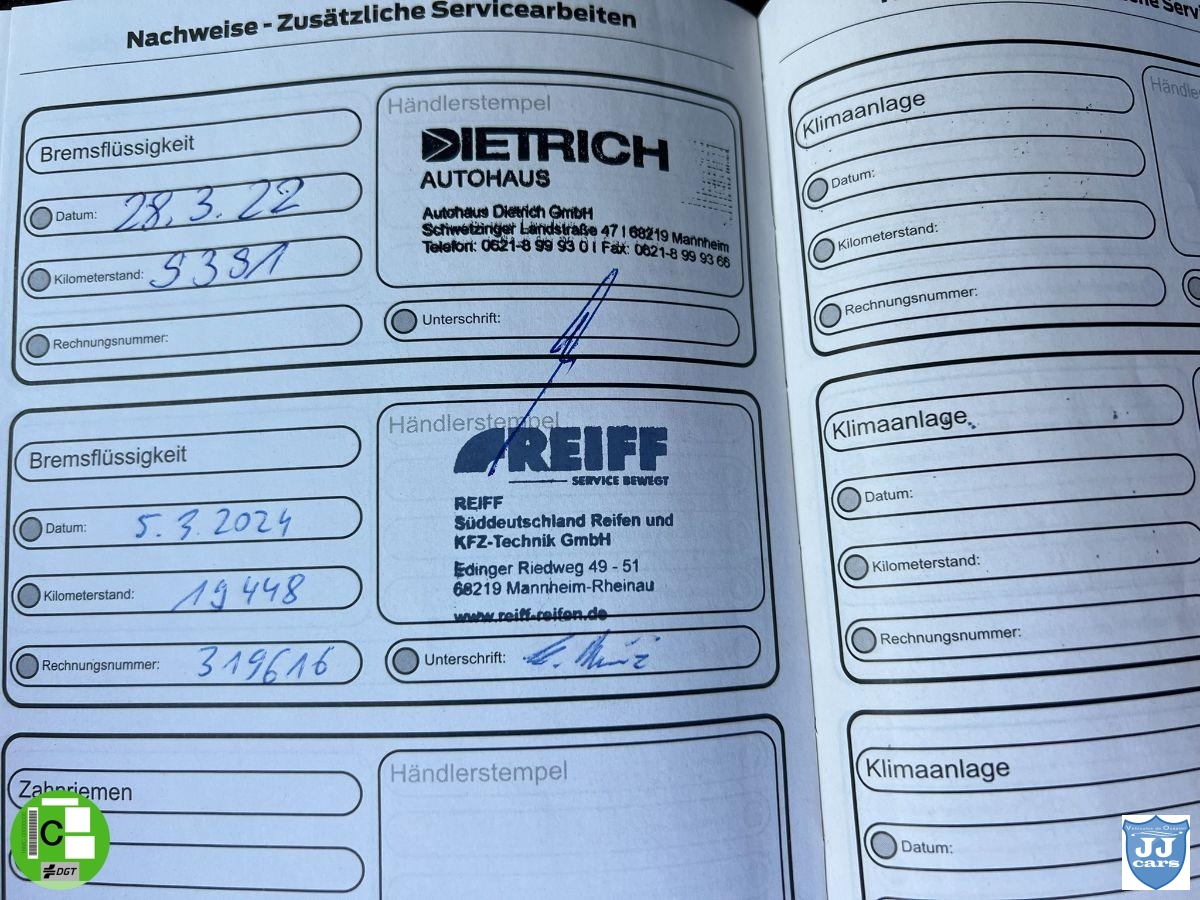 Nachweise - Zusätzliche Servicearbeiten
Bremsflüssigkeit
Datum: 28.3.22
Kilometerstand: 9391
Rechnungsnummer:
Händlerstempel
DIETRICH
AUTOHAUS
Autohaus Dietrich GmbH
Schwetzinger Landstraße 47 | 68219 Mannheim
Telefon: 0621-8 99 93 0 | Fax: 0621-8 99 93 66
Unterschrift:
Bremsflüssigkeit
Datum: 5.3.2024
Kilometerstand: 19448
Rechnungsnummer: 319616
Händlerstempel
REIFF
SERVICE BEWEGT
REIFF
Süddeutschland Reifen und
KFZ-Technik GmbH
Edinger Riedweg 49 - 51
68219 Mannheim-Rheinau
www.reiff-reifen.de
Unterschrift:
Zahnriemen
Händlerstempel
Klimaanlage
Datum:
Kilometerstand:
Rechnungsnummer:
Klimaanlage
Datum:
Kilometerstand:
Rechnungsnummer:
Klimaanlage
Datum:
C
DGT
JJ
cars